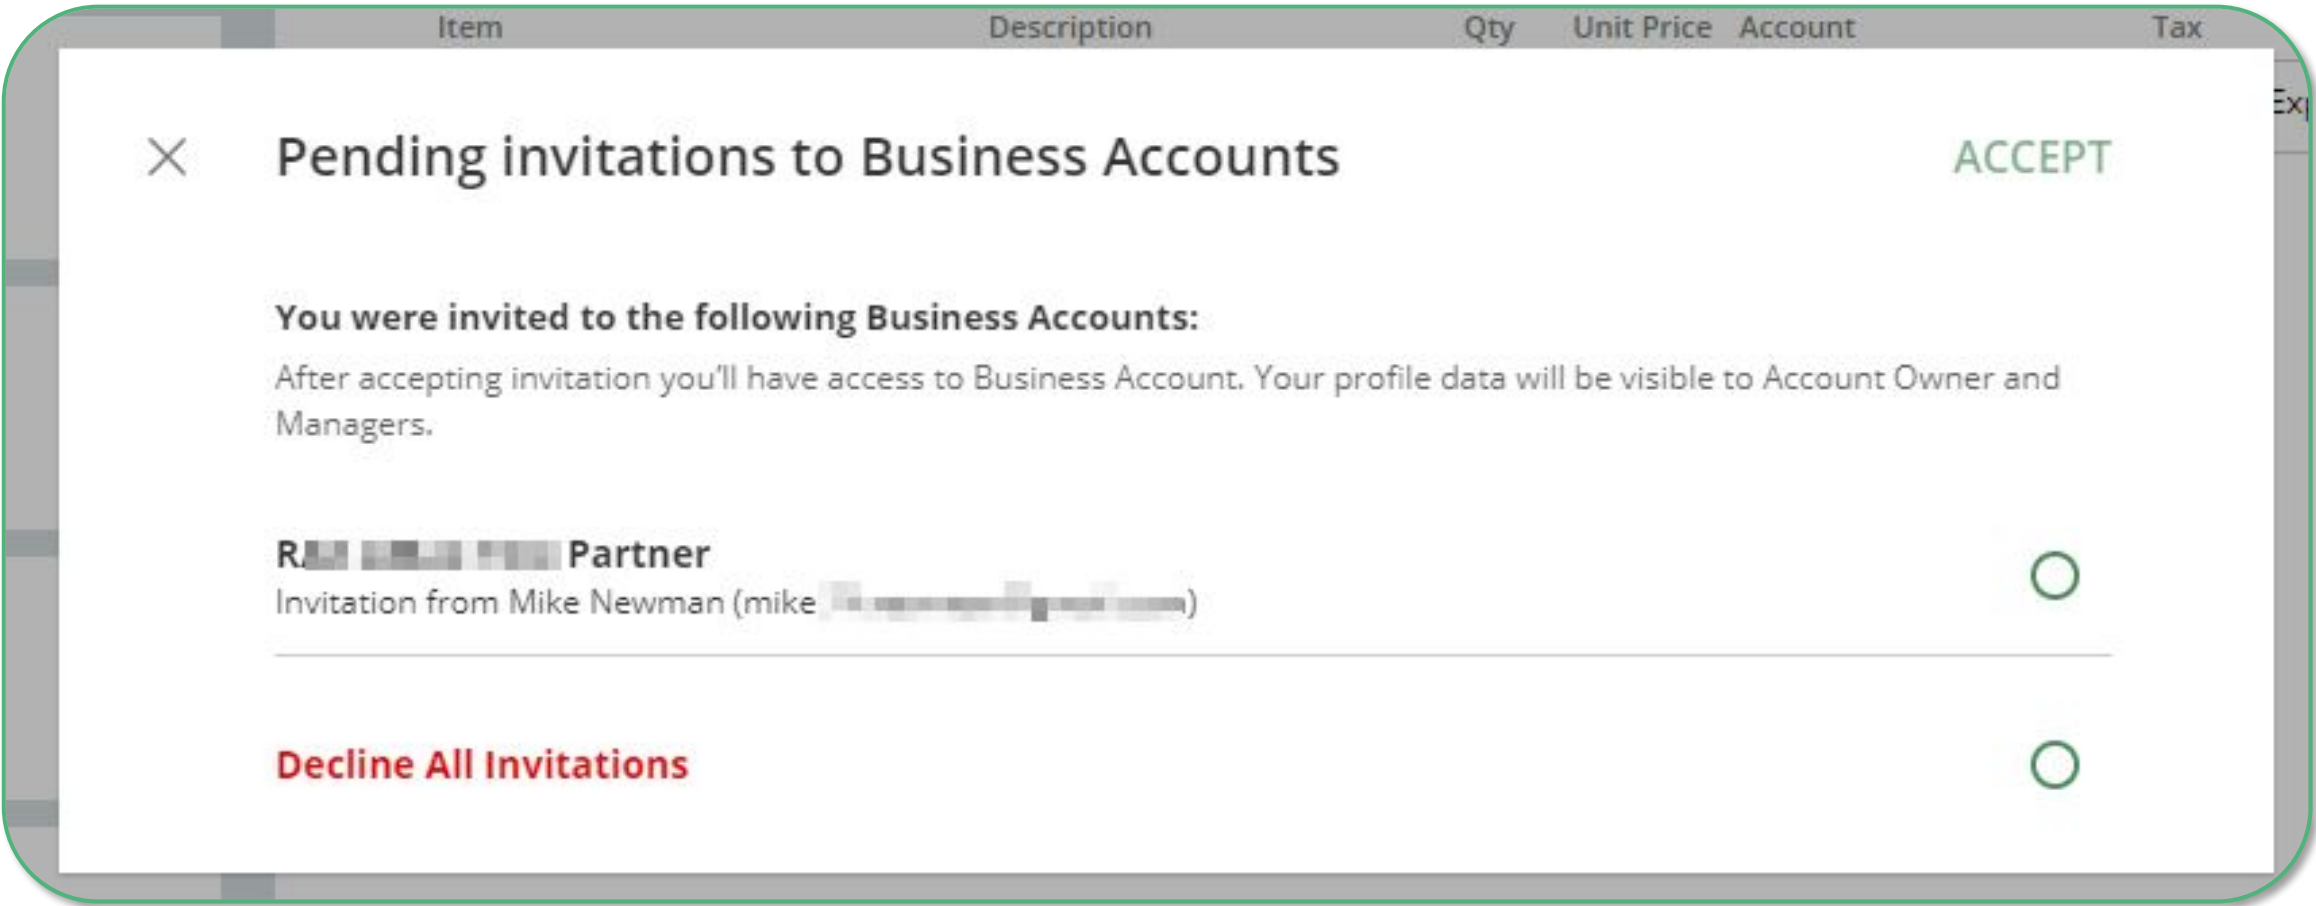 Item Description Qty Unit Price Account Tax
Pending invitations to Business Accounts ACCEPT
You were invited to the following Business Accounts:
After accepting invitation you'll have access to Business Account. Your profile data will be visible to Account Owner and
Managers.
Partner
Invitation from Mike Newman (mike )
Decline All Invitations